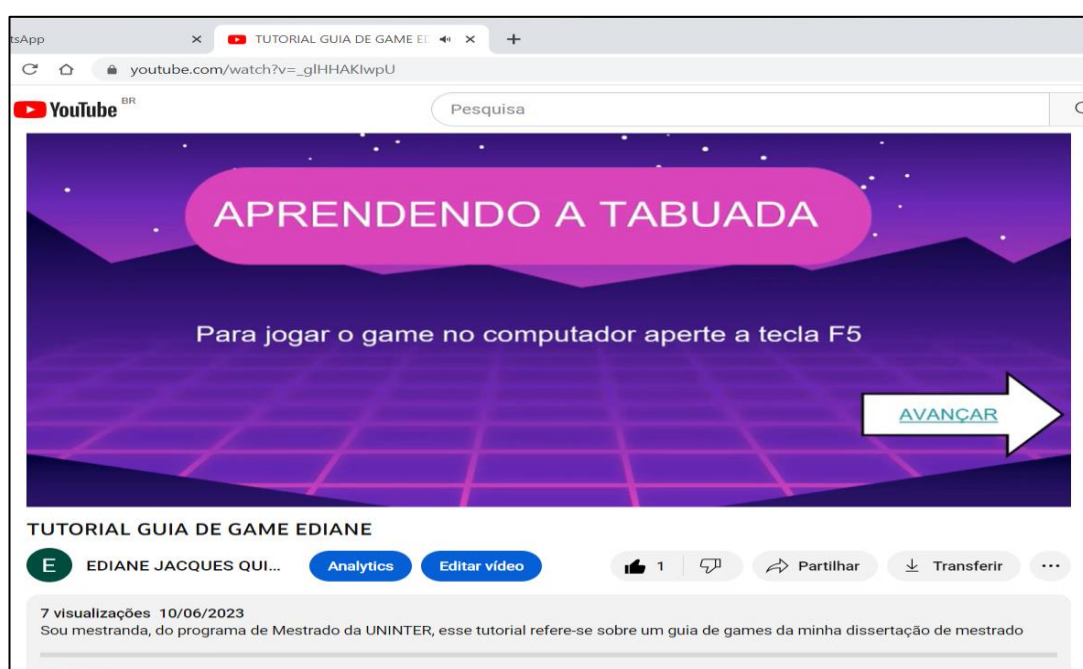 tsApp
TUTORIAL GUIA DE GAME E
youtube.com/watch?v=_glHHAKIwpU
YouTube BR
Pesquisa
APRENDENDO A TABUADA
Para jogar o game no computador aperte a tecla F5
AVANÇAR
TUTORIAL GUIA DE GAME EDIANE
E EDIANE JACQUES QUI... Analytics Editar vídeo 1 Partilhar Transferir
7 visualizações 10/06/2023
Sou mestranda, do programa de Mestrado da UNINTER, esse tutorial refere-se sobre um guia de games da minha dissertação de mestrado